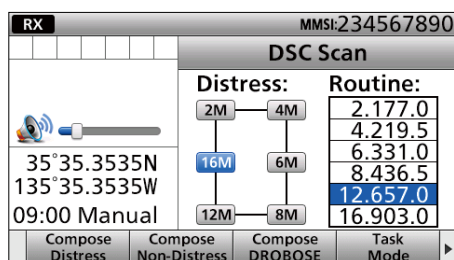 RX
MMSI:234567890
DSC Scan
Distress:
Routine:
2M
4M
16M
6M
12M
8M
2.177.0
4.219.5
6.331.0
8.436.5
12.657.0
16.903.0
35°35.3535N
135°35.3535W
09:00 Manual
Compose
Distress
Compose
Non-Distress
Compose
DROBOSE
Task
Mode